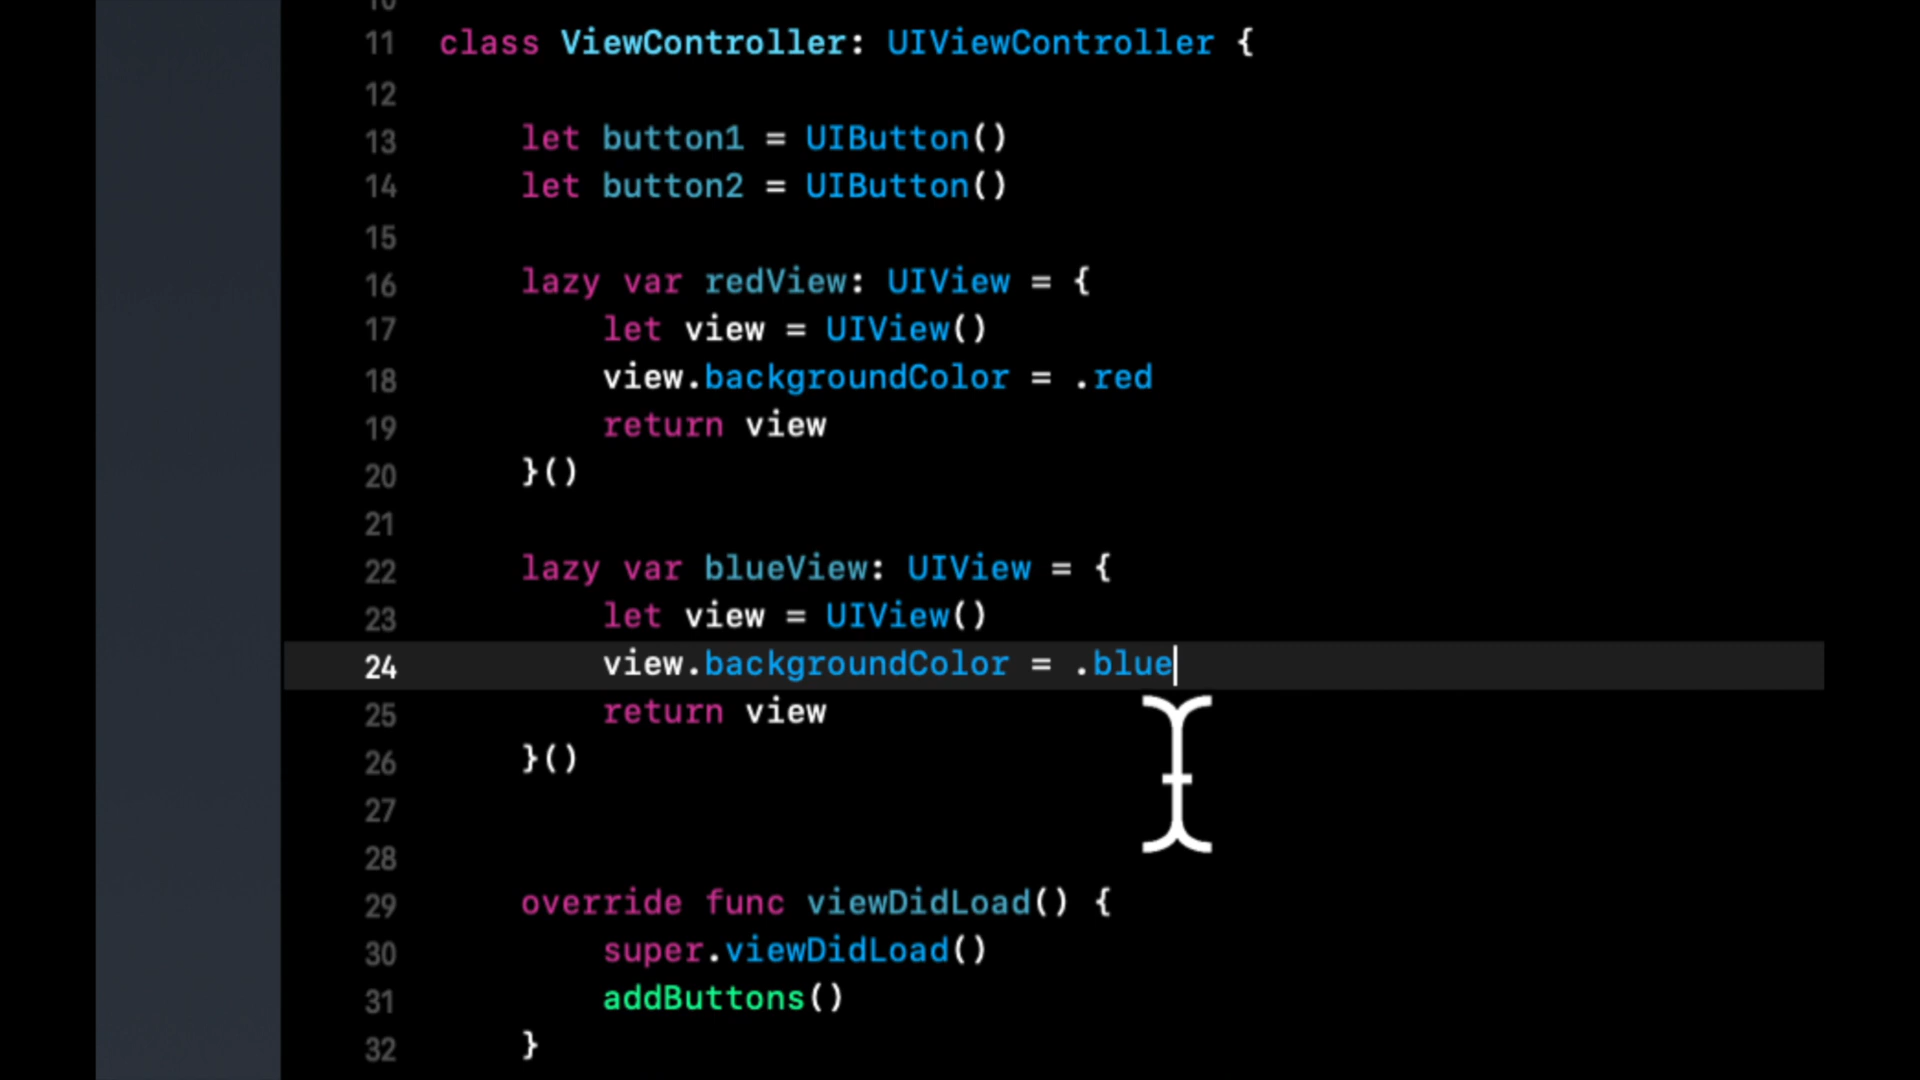 11 class ViewController: UIViewController {
12
13 let button1 = UIButton()
14 let button2 = UIButton()
15
16 lazy var redView: UIView = {
17 let view = UIView()
18 view.backgroundColor = .red
19 return view
20 }()
21
22 lazy var blueView: UIView = {
23 let view = UIView()
24 view.backgroundColor = .blue
25 return view
26 }()
27
28
29 override func viewDidLoad() {
30 super.viewDidLoad()
31 addButtons()
32 }